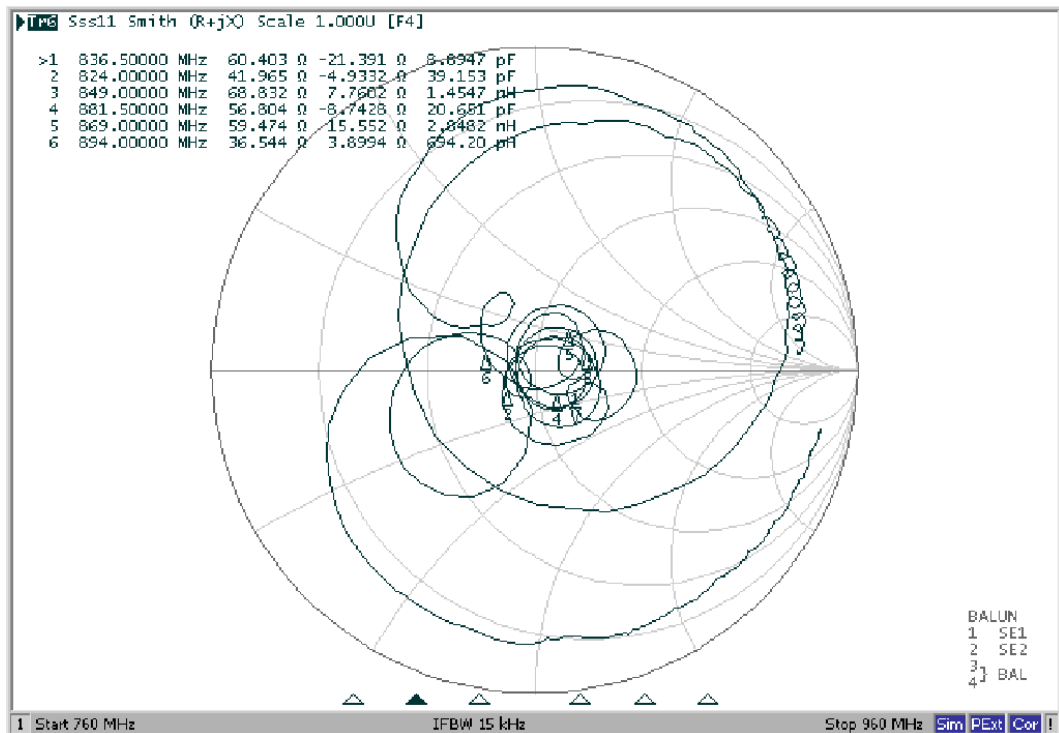 Tr6 Sss11 Smith (R+jX) Scale 1.000U [F4]
>1 836.50000 MHz 60.403 Ω -21.391 Ω 8.8947 pF
2 824.00000 MHz 41.965 Ω -4.9332 Ω 39.153 pF
3 849.00000 MHz 68.832 Ω 7.7602 Ω 1.4547 nH
4 881.50000 MHz 56.804 Ω -8.7428 Ω 20.651 pF
5 869.00000 MHz 59.474 Ω 15.552 Ω 2.8482 nH
6 894.00000 MHz 36.544 Ω 3.8994 Ω 694.20 pH
5
6
2
4
BALUN
1 SE1
2 SE2
3
4} BAL
1 Start 760 MHz IFBW 15 kHz Stop 960 MHz Sim PExt Cor !